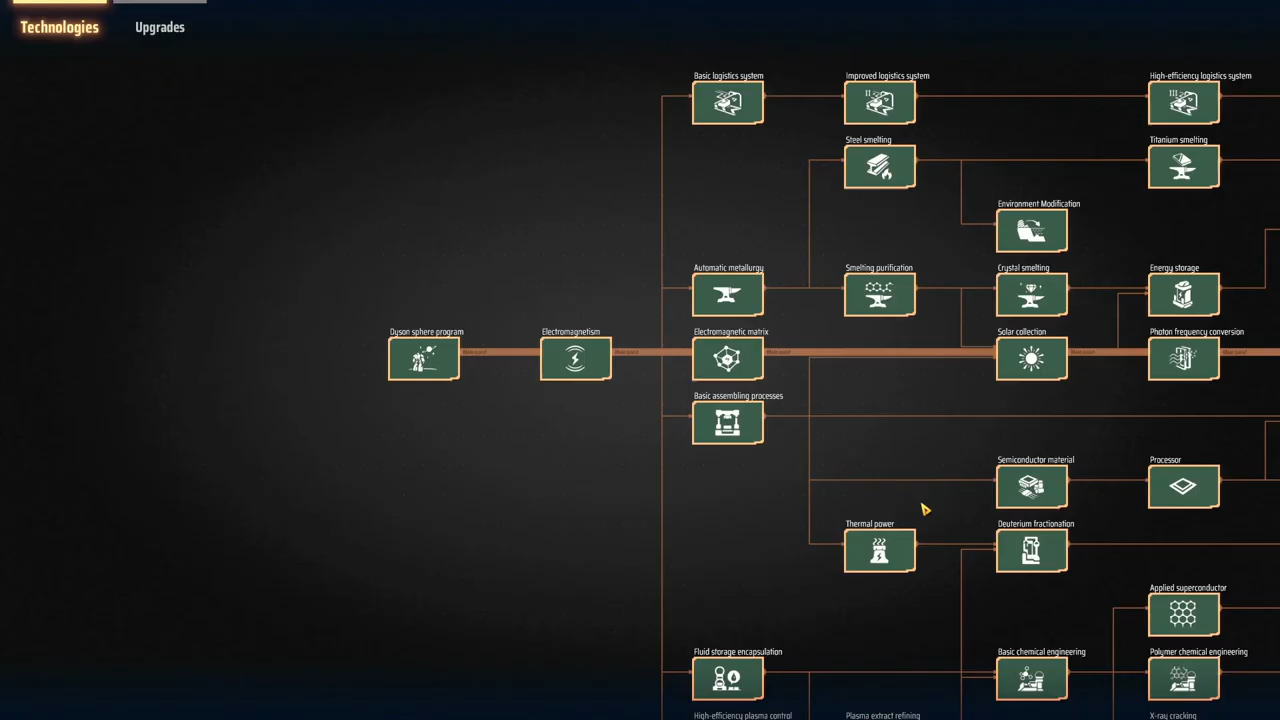 Technologies
Upgrades
Basic logistics system
Improved logistics system
High-efficiency logistics system
Steel smelting
Titanium smelting
Environment Modification
Automatic metallurgy
Smelting purification
Crystal smelting
Energy storage
Dyson sphere program
Electromagnetism
Electromagnetic matrix
Solar collection
Photon frequency conversion
Basic assembling processes
Semiconductor material
Processor
Thermal power
Deuterium fractionation
Applied superconductor
Fluid storage encapsulation
Basic chemical engineering
Polymer chemical engineering
High-efficiency plasma control
Plasma extract refining
X-ray cracking